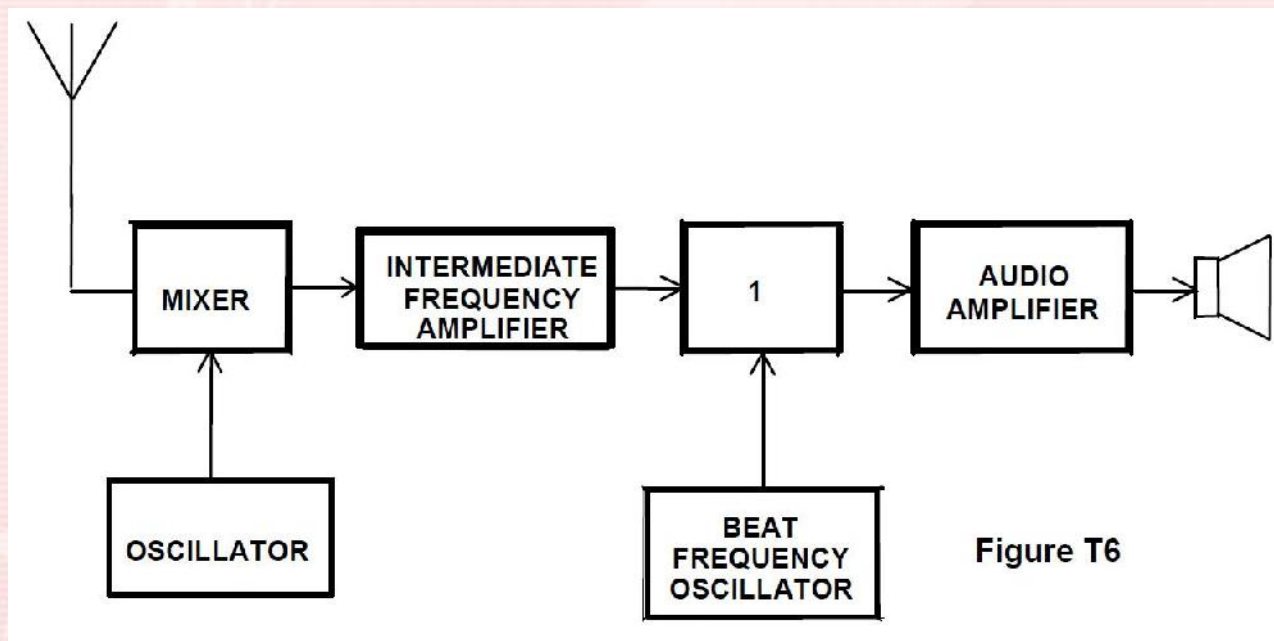 MIXER
INTERMEDIATE
FREQUENCY
AMPLIFIER
1
AUDIO
AMPLIFIER
OSCILLATOR
BEAT
FREQUENCY
OSCILLATOR
Figure T6